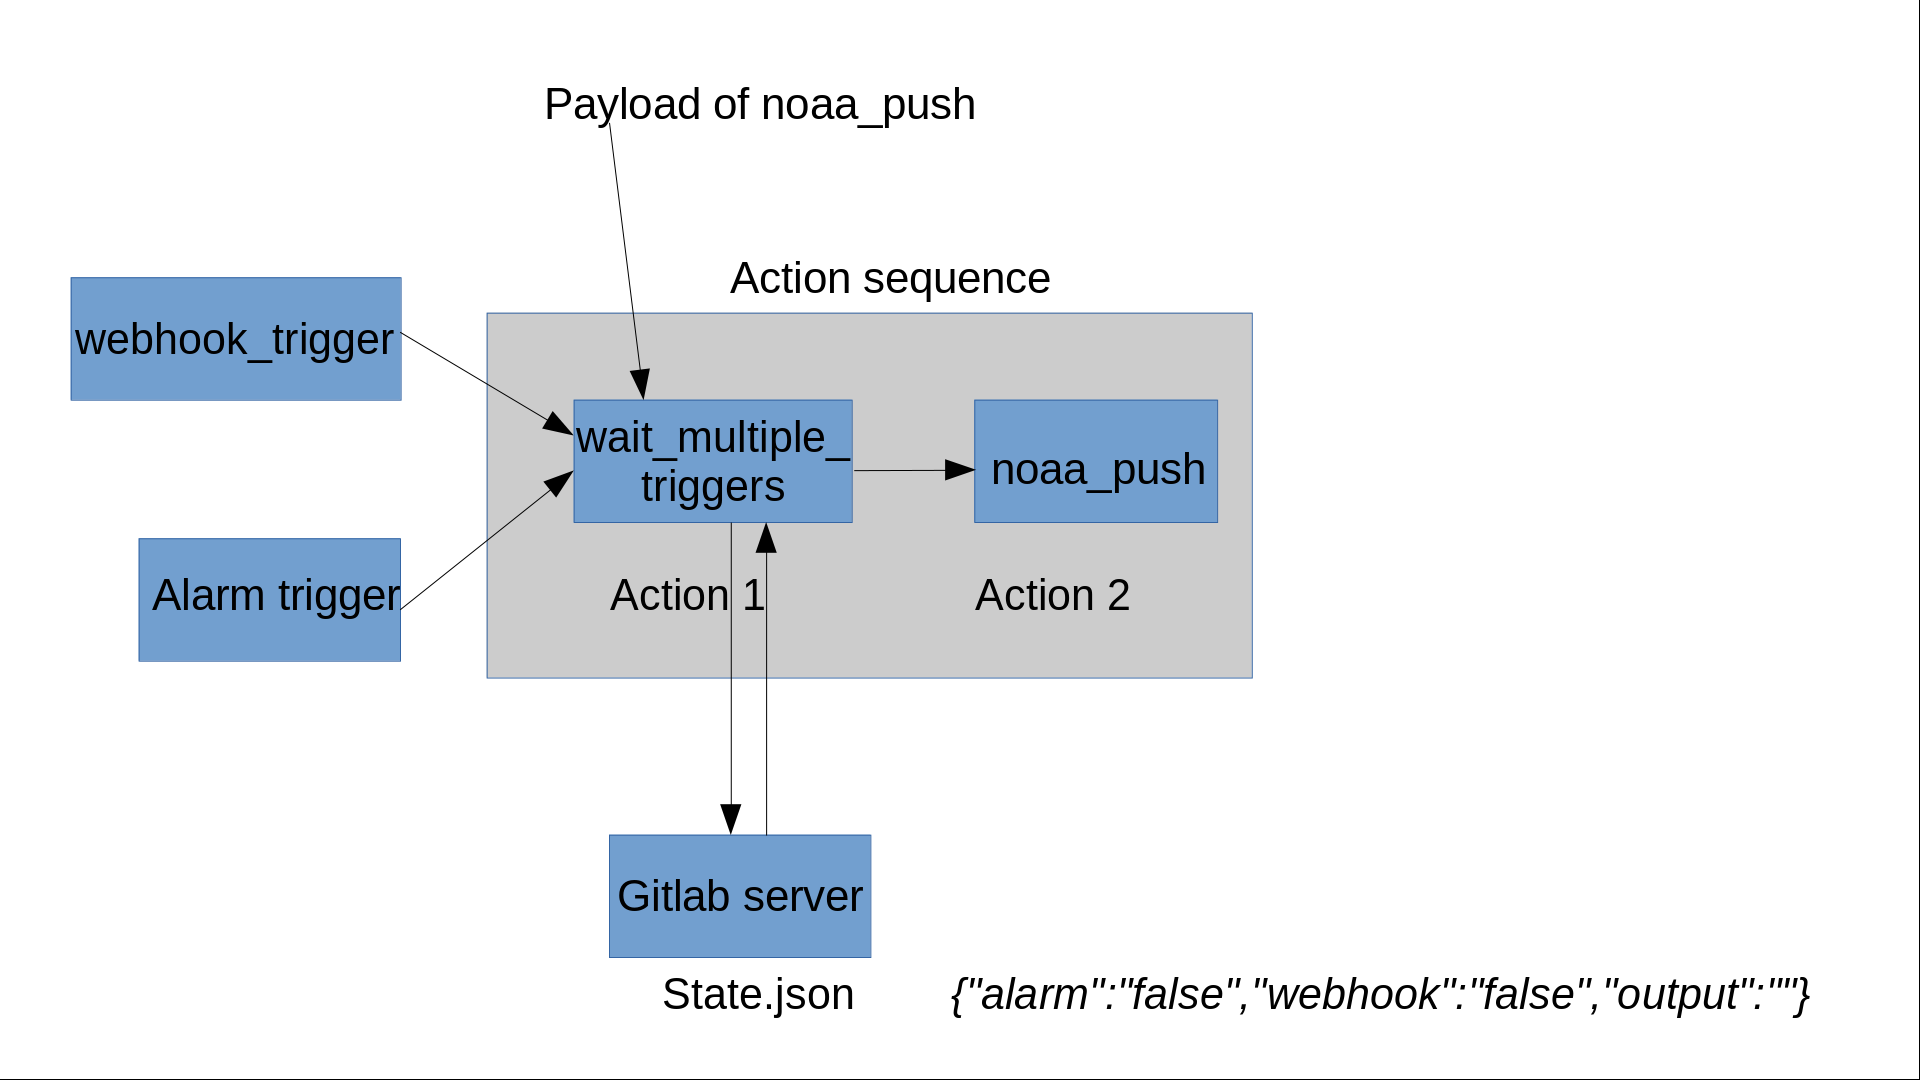 Payload of noaa_push
Action sequence
webhook_trigger
wait_multiple_
triggers
noaa_push
Alarm trigger
Action 1
Action 2
Gitlab server
State.json
{"alarm":"false","webhook":"false","output":""}